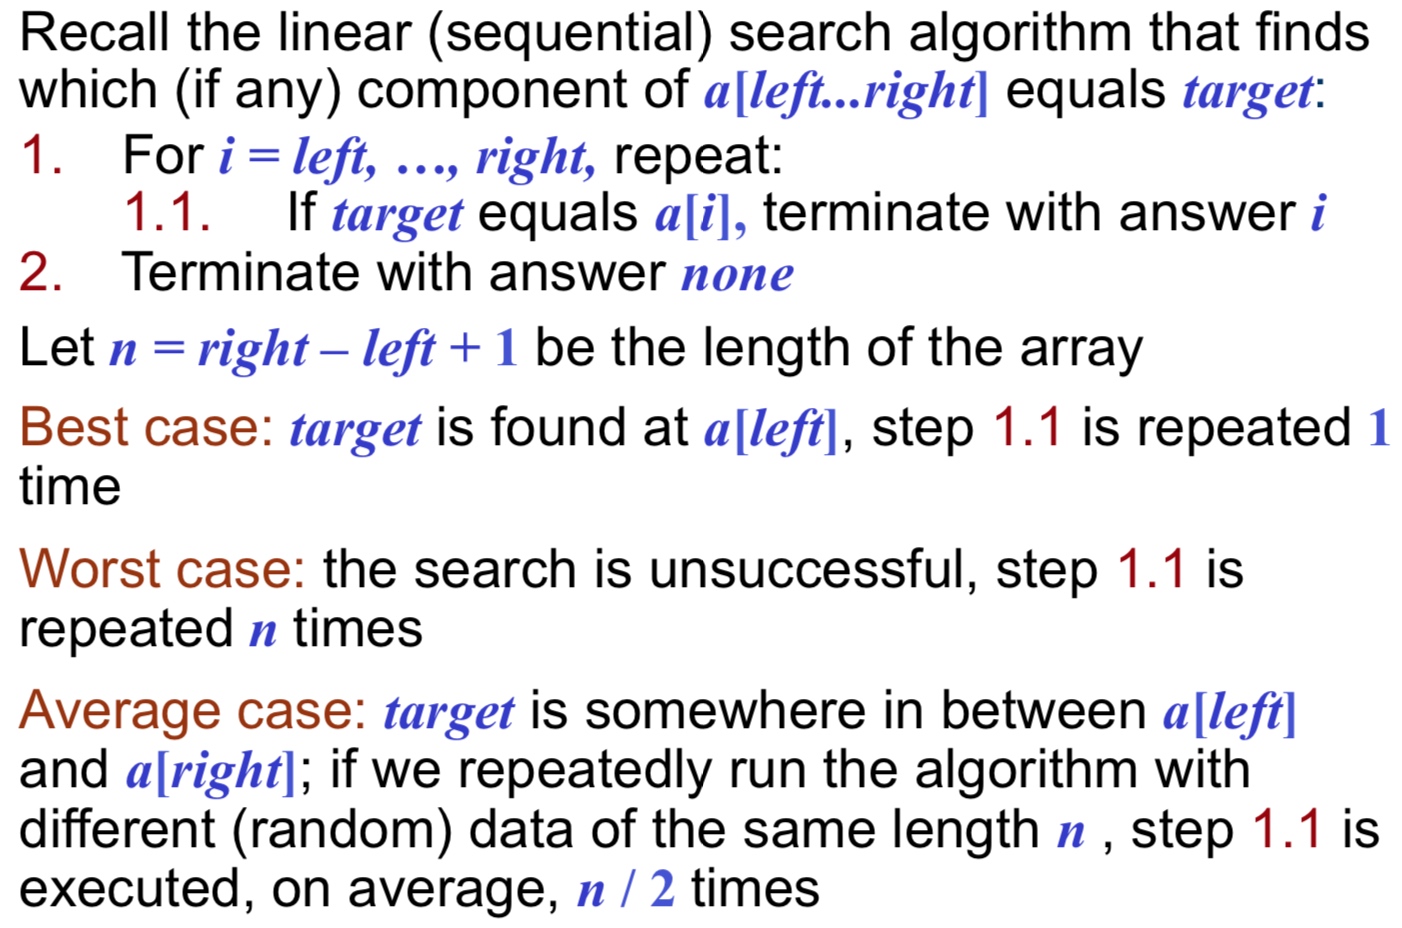 Recall the linear (sequential) search algorithm that finds
which (if any) component of a[left...right] equals target:
1. For i = left, …, right, repeat:
1.1. If target equals a[i], terminate with answer i
2. Terminate with answer none
Let n = right – left + 1 be the length of the array
Best case: target is found at a[left], step 1.1 is repeated 1
time
Worst case: the search is unsuccessful, step 1.1 is
repeated n times
Average case: target is somewhere in between a[left]
and a[right]; if we repeatedly run the algorithm with
different (random) data of the same length n , step 1.1 is
executed, on average, n / 2 times